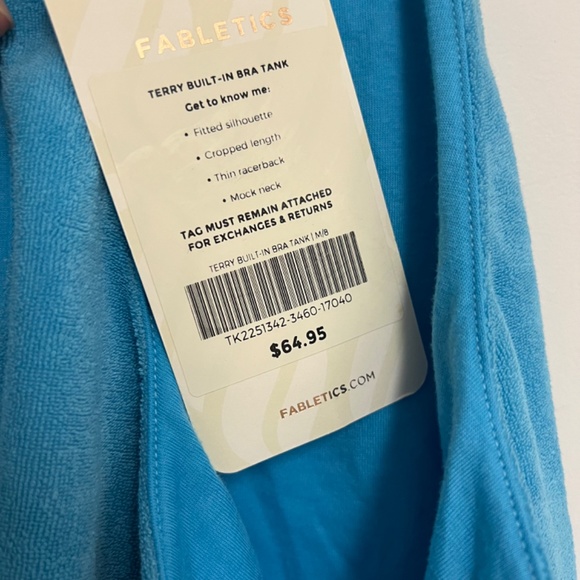 FABLETICS
TERRY BUILT-IN BRA TANK
Get to know me:
• Fitted silhouette
• Cropped length
• Thin racerback
• Mock neck
TAG MUST REMAIN ATTACHED
FOR EXCHANGES & RETURNS
TERRY BUILT-IN BRA TANK | M/8
TK2251342-3460-17040
$64.95
FABLETICS.COM